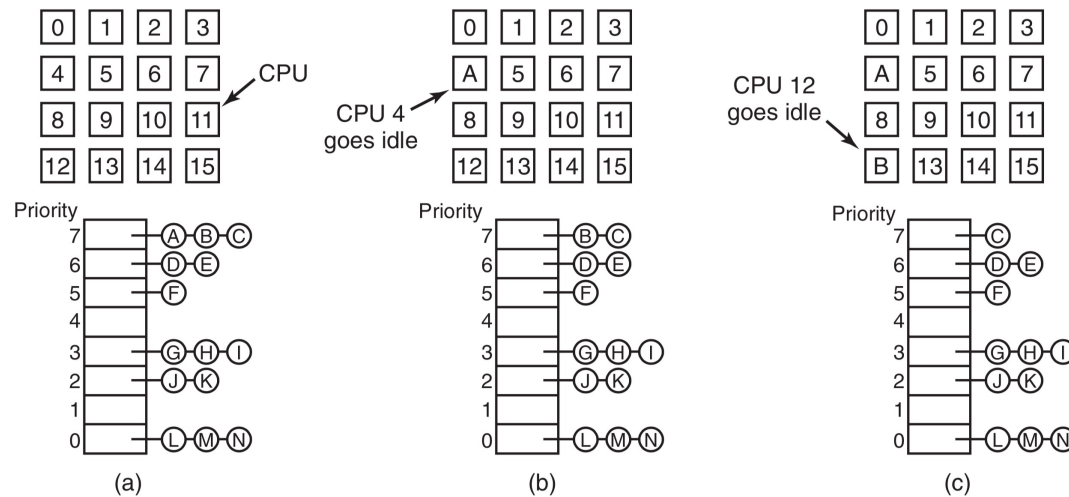 0 1 2 3
4 5 6 7
CPU
8 9 10 11
12 13 14 15
Priority
7 A B C
6 D E
5 F
4
3 G H I
2 J K
1
0 L M N
(a)
0 1 2 3
A 5 6 7
CPU 4
goes idle
8 9 10 11
12 13 14 15
Priority
7 B C
6 D E
5 F
4
3 G H I
2 J K
1
0 L M N
(b)
0 1 2 3
A 5 6 7
CPU 12
goes idle
8 9 10 11
B 13 14 15
Priority
7 C
6 D E
5 F
4
3 G H I
2 J K
1
0 L M N
(c)